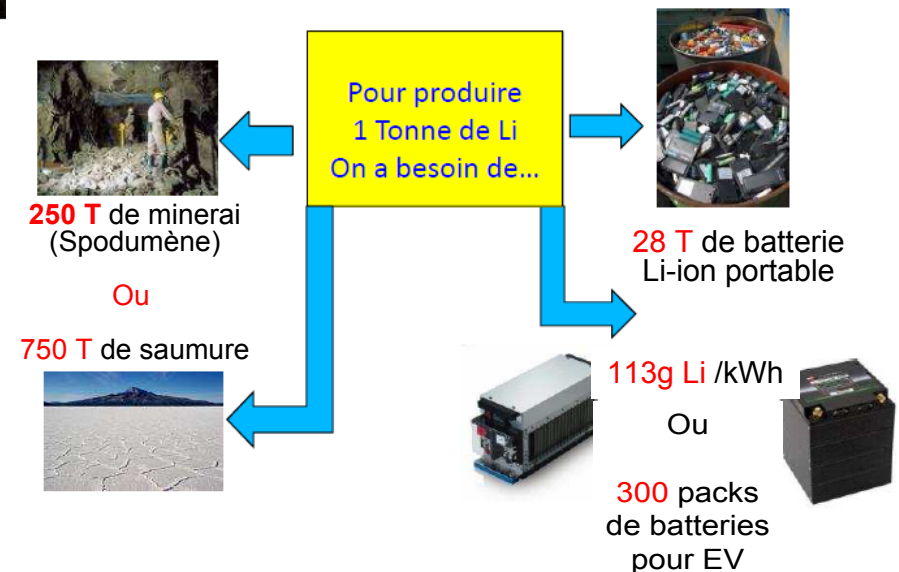 Pour produire
1 Tonne de Li
On a besoin de...
250 T de minerai
(Spodumène)
Ou
750 T de saumure
28 T de batterie
Li-ion portable
113g Li /kWh
Ou
300 packs
de batteries
pour EV